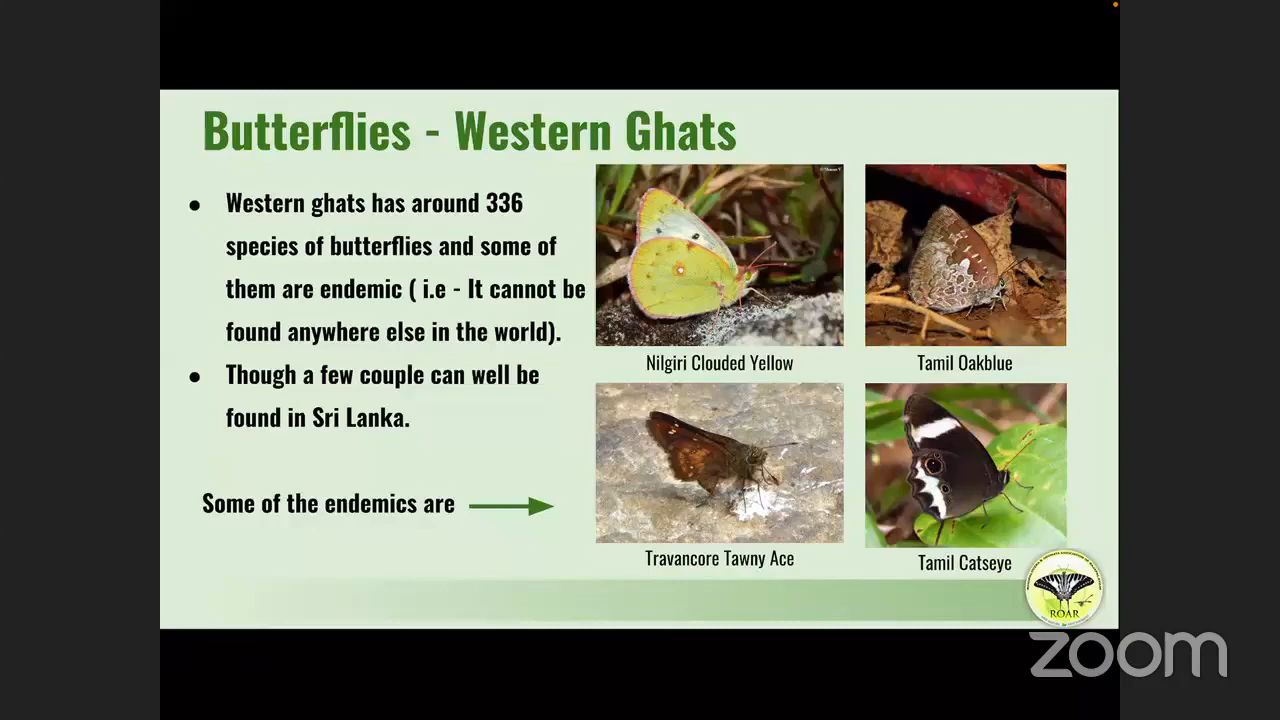 Butterflies - Western Ghats
● Western ghats has around 336
species of butterflies and some of
them are endemic ( i.e - It cannot be
found anywhere else in the world).
● Though a few couple can well be
found in Sri Lanka.
Some of the endemics are
Nilgiri Clouded Yellow
Tamil Oakblue
Travancore Tawny Ace
Tamil Catseye
ROAR
zoom